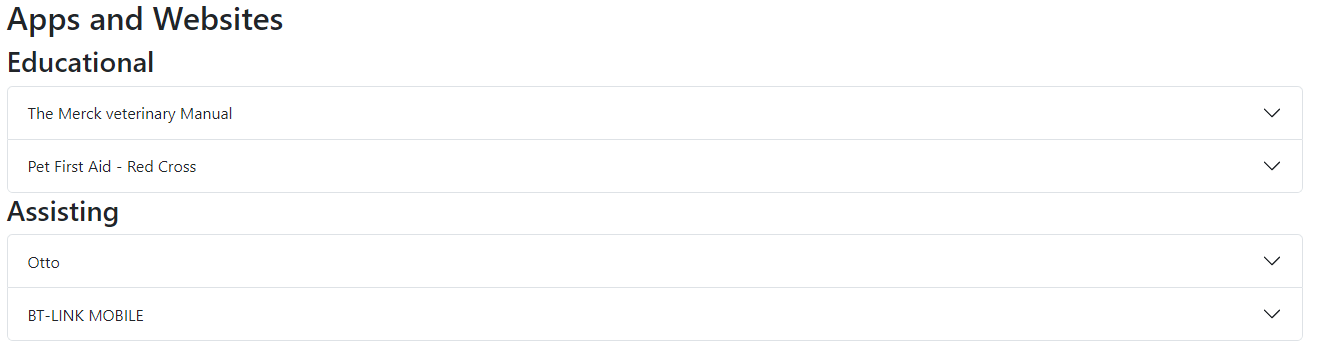 Apps and Websites
Educational
The Merck veterinary Manual
Pet First Aid - Red Cross
Assisting
Otto
BT-LINK MOBILE